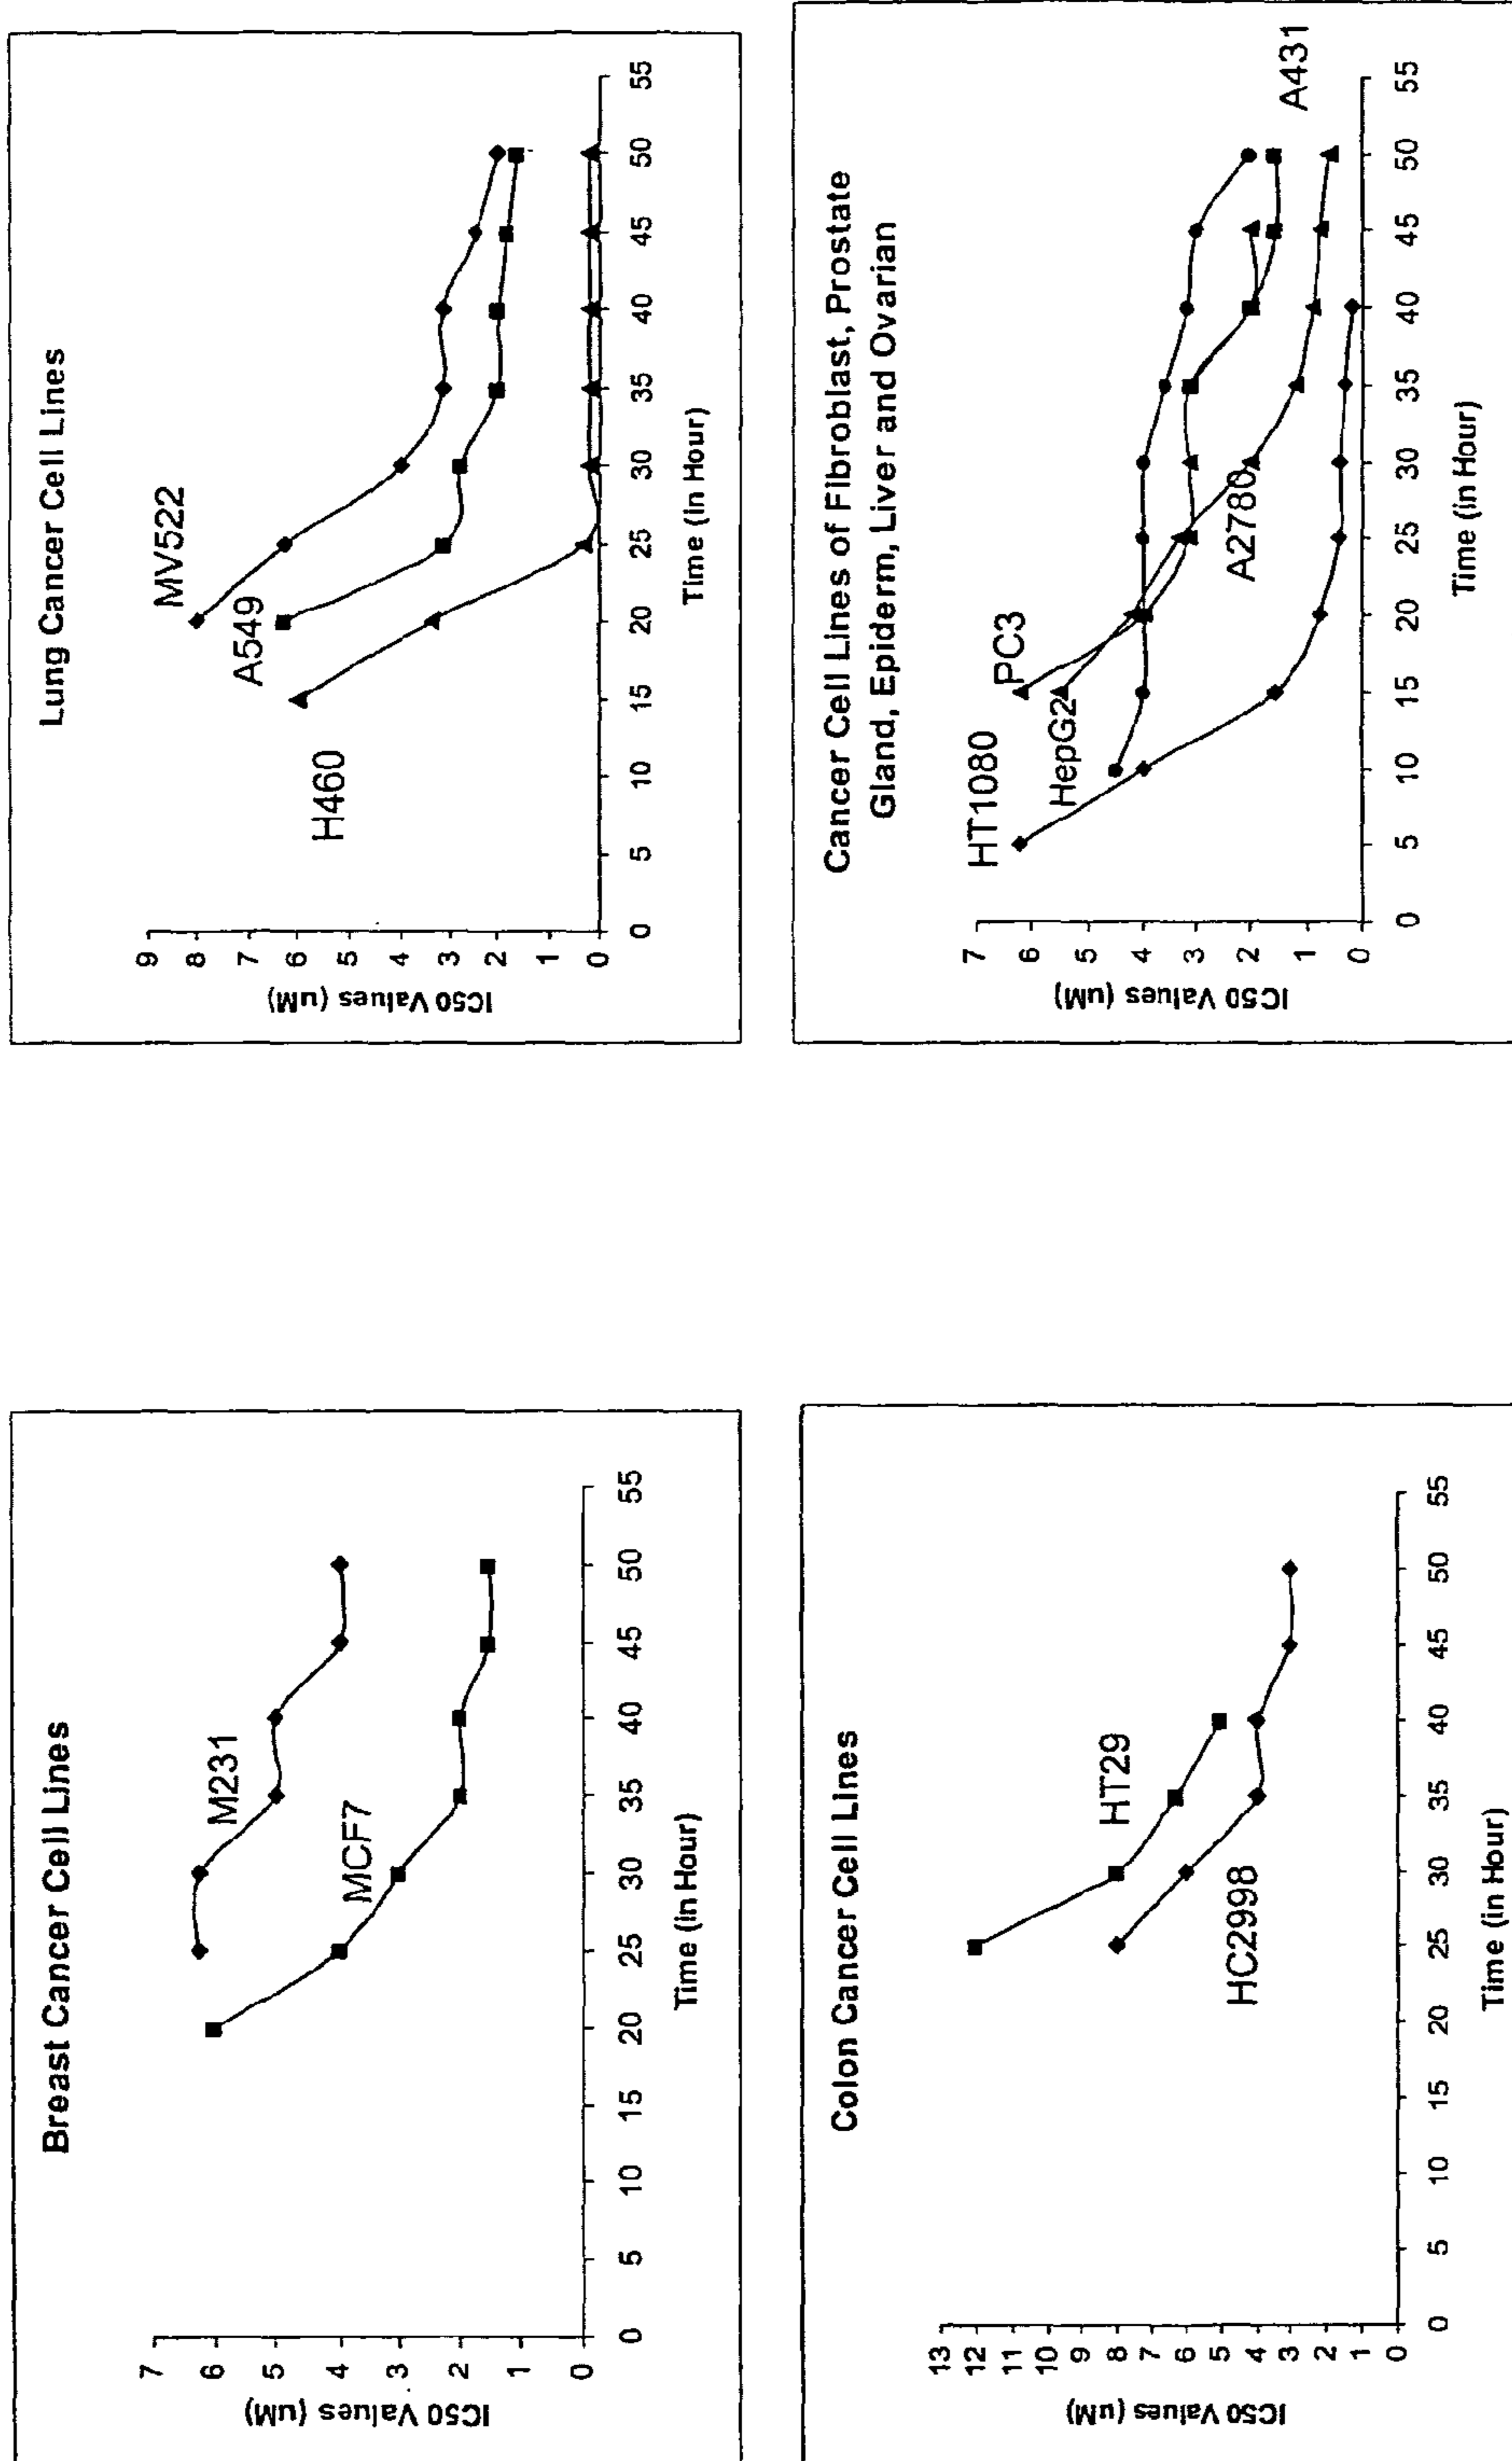 Breast Cancer Cell Lines
IC50 Values (uM)
7
6
5
4
3
2
1
0
M231
MCF7
0 5 10 15 20 25 30 35 40 45 50 55
Time (in Hour)
Lung Cancer Cell Lines
IC50 Values (uM)
9
8
7
6
5
4
3
2
1
0
MV522
A549
H460
0 5 10 15 20 25 30 35 40 45 50 55
Time (in Hour)
Colon Cancer Cell Lines
IC50 Values (uM)
13
12
11
10
9
8
7
6
5
4
3
2
1
0
HT29
HC2998
0 5 10 15 20 25 30 35 40 45 50 55
Time (in Hour)
Cancer Cell Lines of Fibroblast, Prostate
Gland, Epiderm, Liver and Ovarian
IC50 Values (uM)
7
6
5
4
3
2
1
0
HT1080
PC3
HepG2
A2780
A431
0 5 10 15 20 25 30 35 40 45 50 55
Time (in Hour)